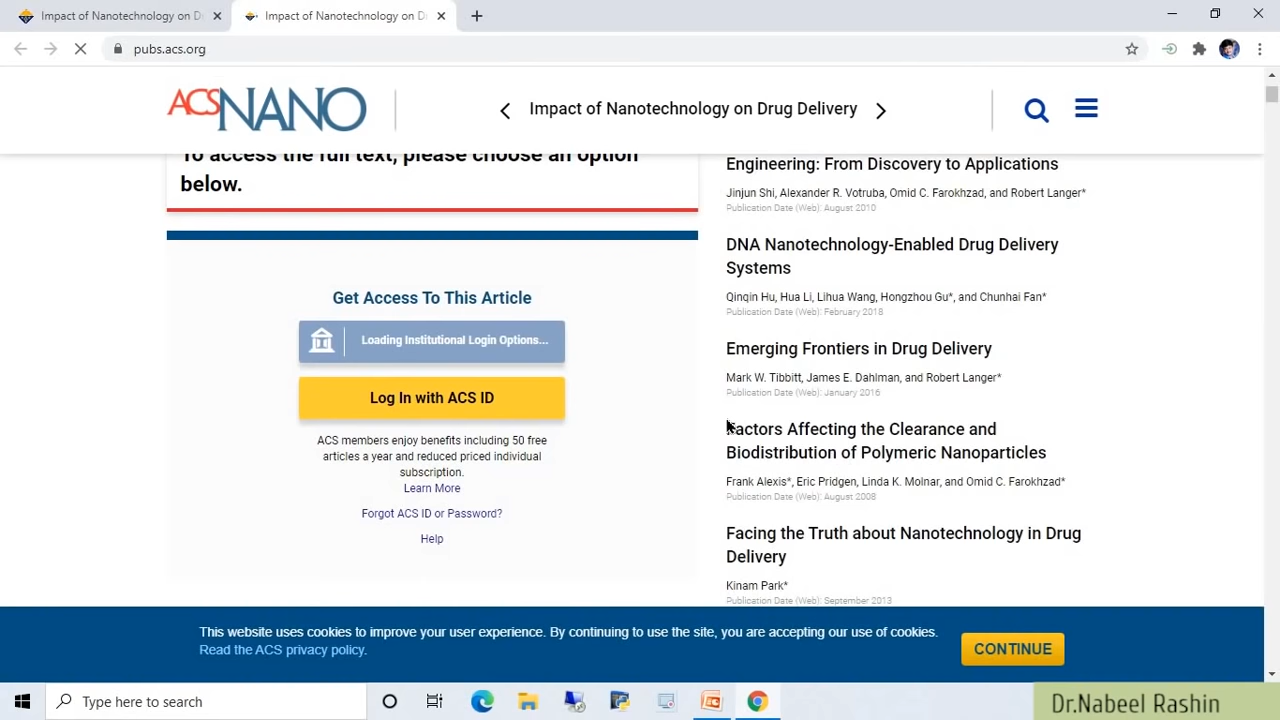 Impact of Nanotechnology on D
Impact of Nanotechnology on D
pubs.acs.org
ACSNANO
Impact of Nanotechnology on Drug Delivery
To access the full text, please choose an option
below.
Get Access To This Article
Loading Institutional Login Options...
Log In with ACS ID
ACS members enjoy benefits including 50 free
articles a year and reduced priced individual
subscription.
Learn More
Forgot ACS ID or Password?
Help
Engineering: From Discovery to Applications
Jinjun Shi, Alexander R. Votruba, Omid C. Farokhzad, and Robert Langer*
Publication Date (Web): August 2010
DNA Nanotechnology-Enabled Drug Delivery
Systems
Qinqin Hu, Hua Li, Lihua Wang, Hongzhou Gu*, and Chunhai Fan*
Publication Date (Web): February 2018
Emerging Frontiers in Drug Delivery
Mark W. Tibbitt, James E. Dahlman, and Robert Langer*
Publication Date (Web): January 2016
Factors Affecting the Clearance and
Biodistribution of Polymeric Nanoparticles
Frank Alexis*, Eric Pridgen, Linda K. Molnar, and Omid C. Farokhzad*
Publication Date (Web): August 2008
Facing the Truth about Nanotechnology in Drug
Delivery
Kinam Park*
Publication Date (Web): September 2013
This website uses cookies to improve your user experience. By continuing to use the site, you are accepting our use of cookies.
Read the ACS privacy policy.
CONTINUE
Type here to search
Dr.Nabeel Rashin